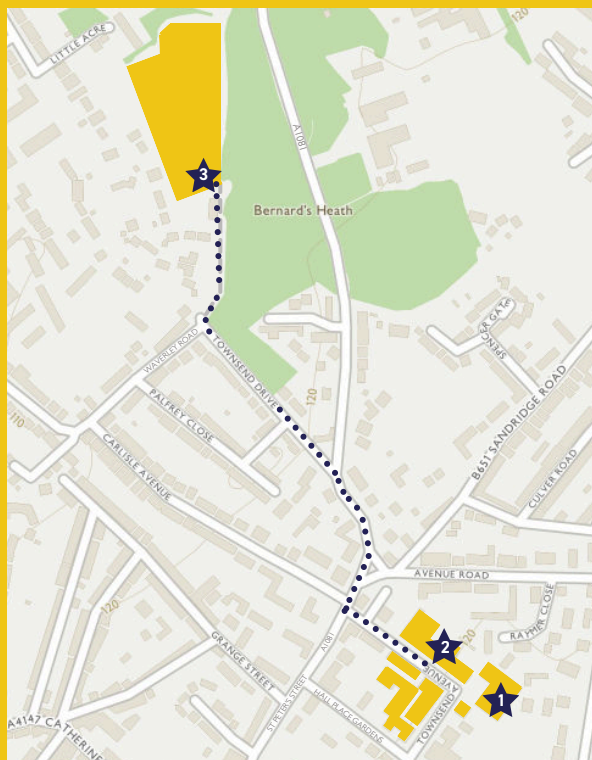 LITTLE ACRE
120
A1081
3
Bernard's Heath
SPENCER GATE
WAVERLEY ROAD
TOWNSEND DRIVE
120
PALFREY CLOSE
110
B651 SANDRIDGE ROAD
CARLISLE AVENUE
CULVER ROAD
AVENUE ROAD
120
RAYMER CLOSE
120
2
A1081
GRANGE STREET
ST PETER'S STREET
HALL PLACE GARDENS
TOWNSEND AVENUE
1
A4147 CATHERINE